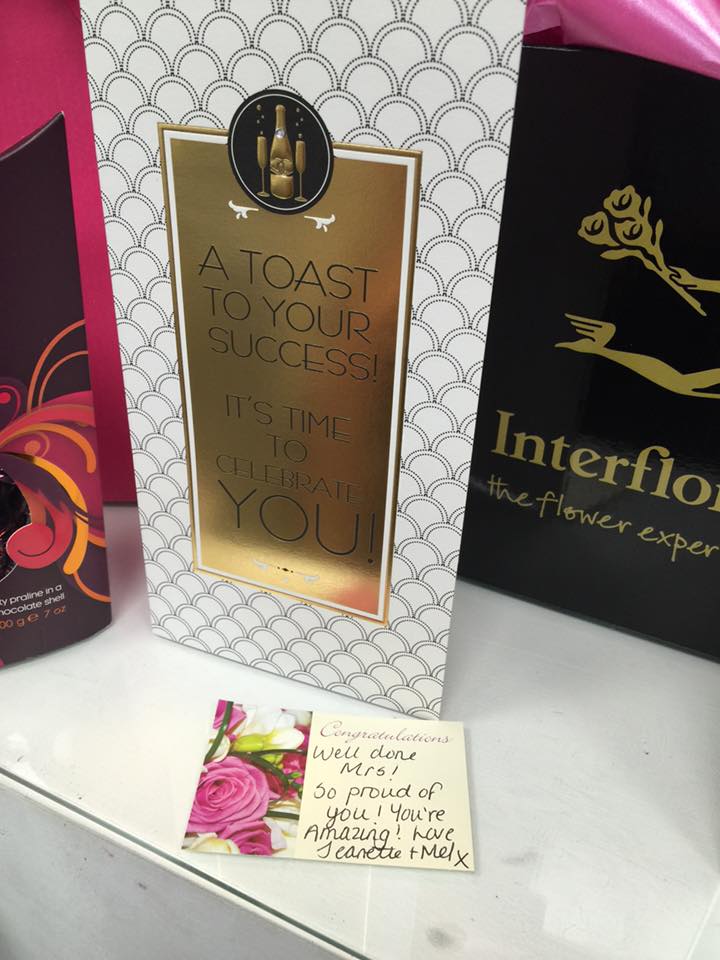 A TOAST
TO YOUR
SUCCESS!
IT'S TIME
TO
CELEBRATE
YOU!
Interflo
the flower exper
praline in a
chocolate shell
00 g e 7 oz
Congratulations
Well done
Mrs!
So proud of
you! You're
Amazing! Love
Jeanette + Mel x